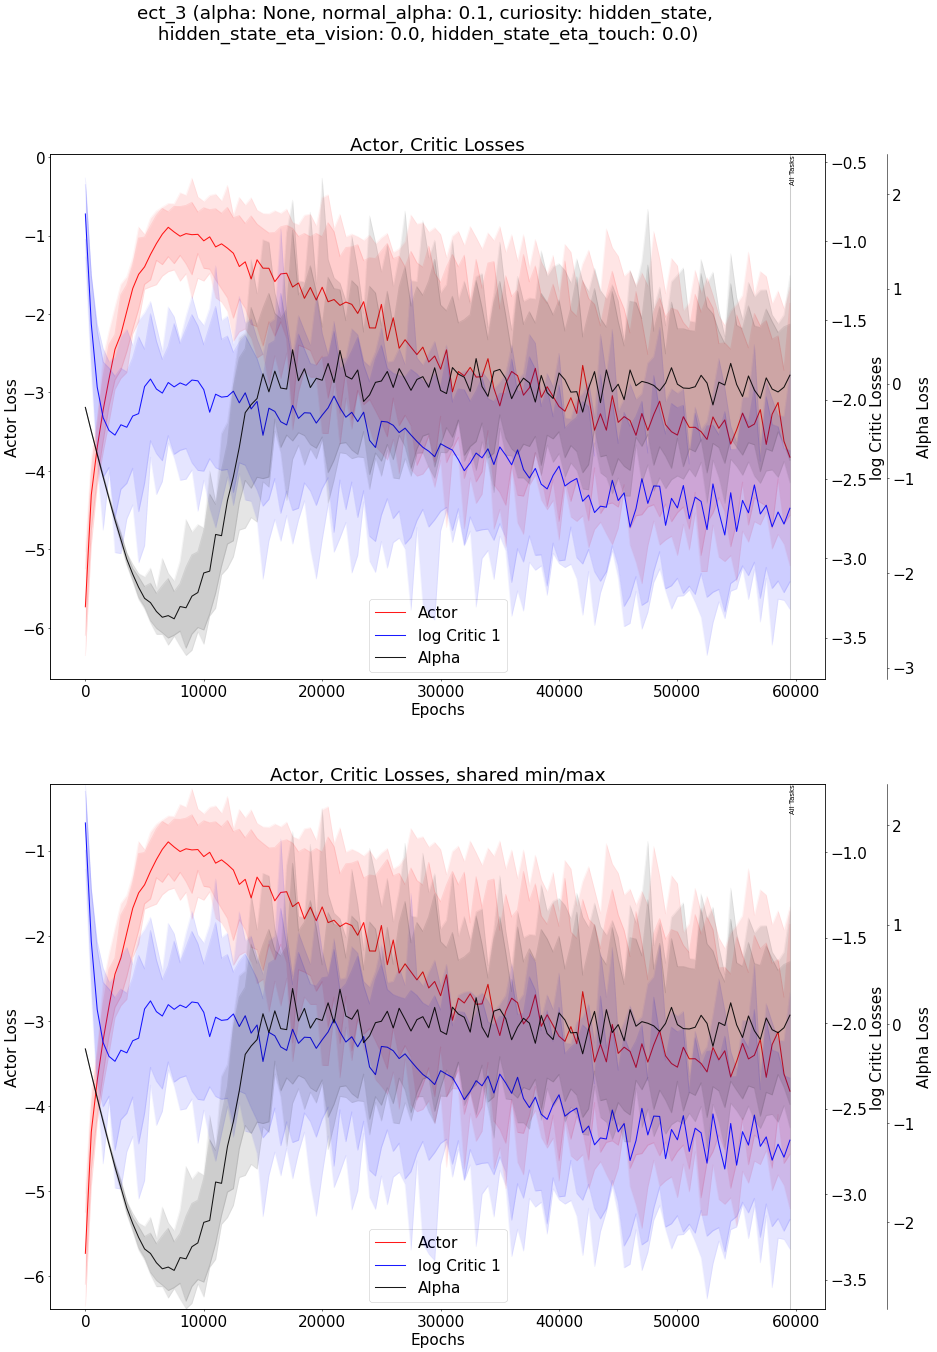 ect_3 (alpha: None, normal_alpha: 0.1, curiosity: hidden_state,
hidden_state_eta_vision: 0.0, hidden_state_eta_touch: 0.0)
Actor, Critic Losses
All Tasks
0
−1
−2
−3
−4
−5
−6
Actor Loss
−0.5
−1.0
−1.5
−2.0
−2.5
−3.0
−3.5
log Critic Losses
2
1
0
−1
−2
−3
Alpha Loss
Actor
log Critic 1
Alpha
0
10000
20000
30000
40000
50000
60000
Epochs
Actor, Critic Losses, shared min/max
All Tasks
−1
−2
−3
−4
−5
−6
Actor Loss
−1.0
−1.5
−2.0
−2.5
−3.0
−3.5
log Critic Losses
2
1
0
−1
−2
Alpha Loss
Actor
log Critic 1
Alpha
0
10000
20000
30000
40000
50000
60000
Epochs